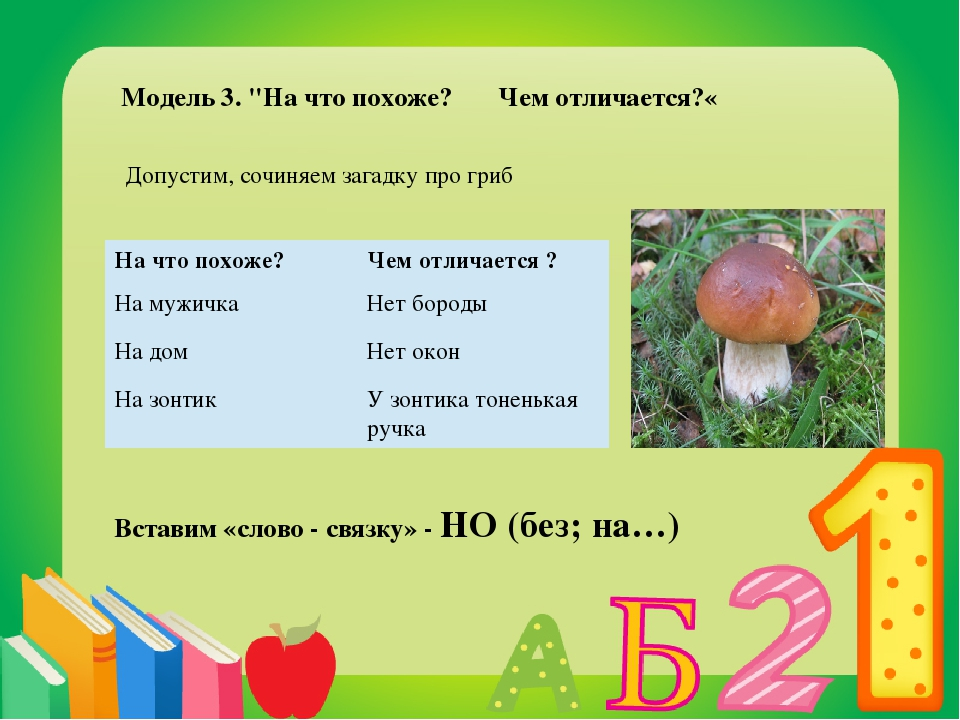 Модель 3. "На что похоже? Чем отличается?«
Допустим, сочиняем загадку про гриб
На что похоже? Чем отличается ?
На мужичка Нет бороды
На дом Нет окон
На зонтик У зонтика тоненькая
ручка
Вставим «слово - связку» - НО (без; на…)
А Б 2 1